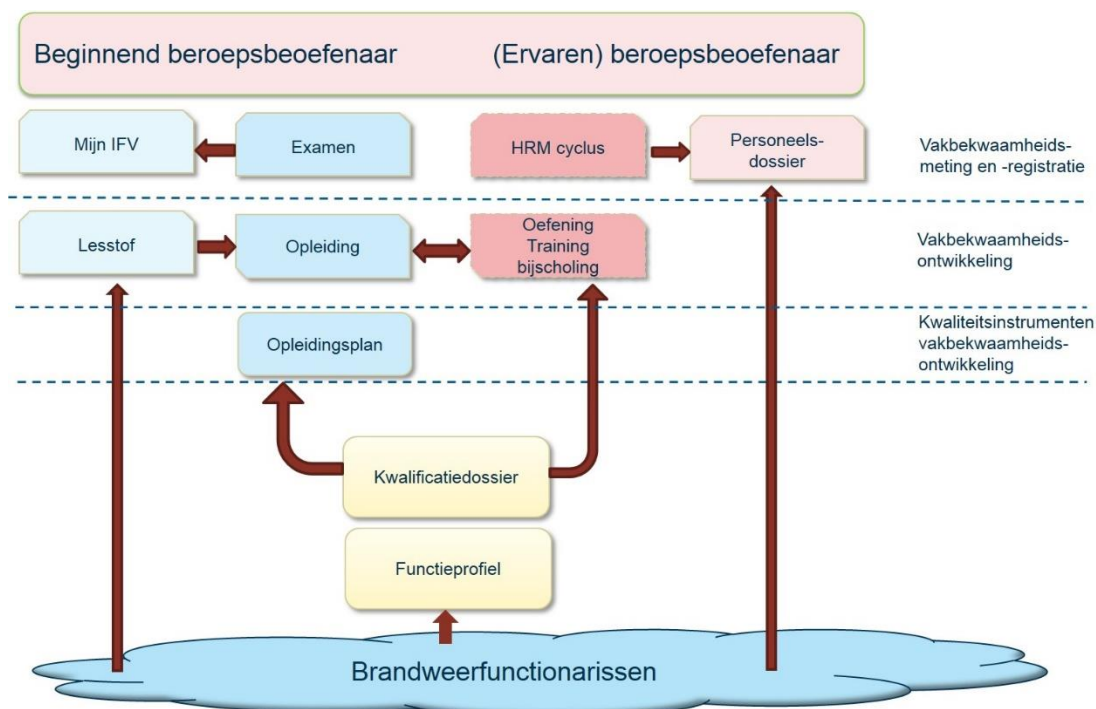 Beginnend beroepsbeoefenaar
(Ervaren) beroepsbeoefenaar
Mijn IFV
Examen
HRM cyclus
Personeels-
dossier
Vakbekwaamheids-
meting en -registratie
Lesstof
Opleiding
Oefening
Training
bijscholing
Vakbekwaamheids-
ontwikkeling
Opleidingsplan
Kwaliteitsinstrumenten
vakbekwaamheids-
ontwikkeling
Kwalificatiedossier
Functieprofiel
Brandweerfunctionarissen